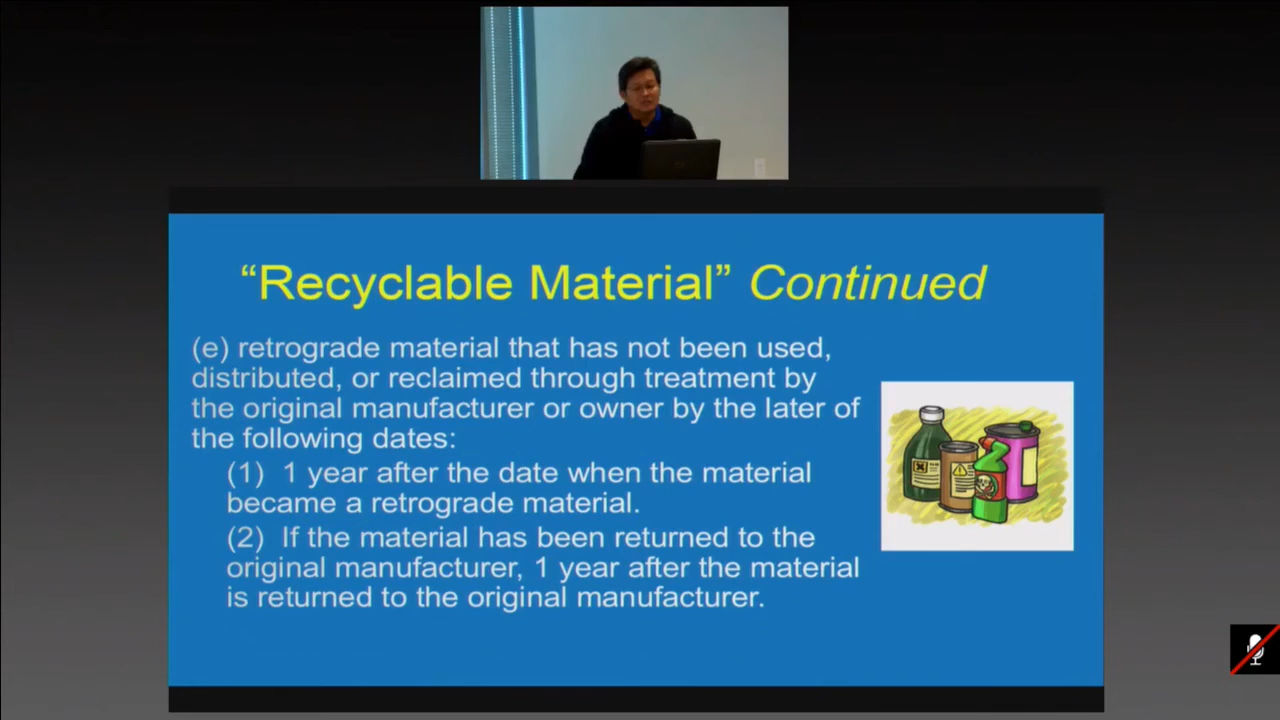 “Recyclable Material” Continued
(e) retrograde material that has not been used,
distributed, or reclaimed through treatment by
the original manufacturer or owner by the later of
the following dates:
(1) 1 year after the date when the material
became a retrograde material.
(2) If the material has been returned to the
original manufacturer, 1 year after the material
is returned to the original manufacturer.